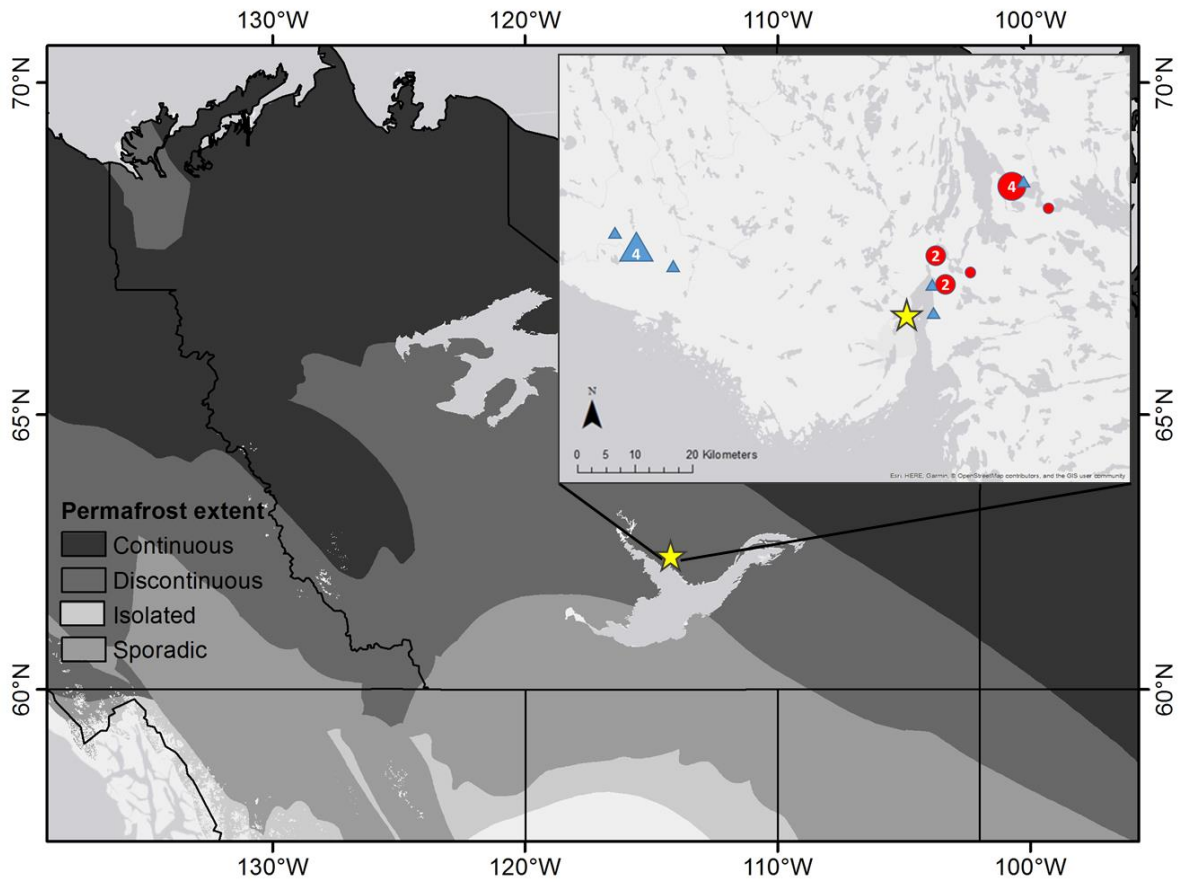 130°W 120°W 110°W 100°W
70°N 70°N
4
4
2
2
65°N 65°N
N
0 5 10 20 Kilometers
Esri, HERE, Garmin, © OpenStreetMap contributors, and the GIS user community
Permafrost extent
Continuous
Discontinuous
Isolated
Sporadic
60°N 60°N
130°W 120°W 110°W 100°W